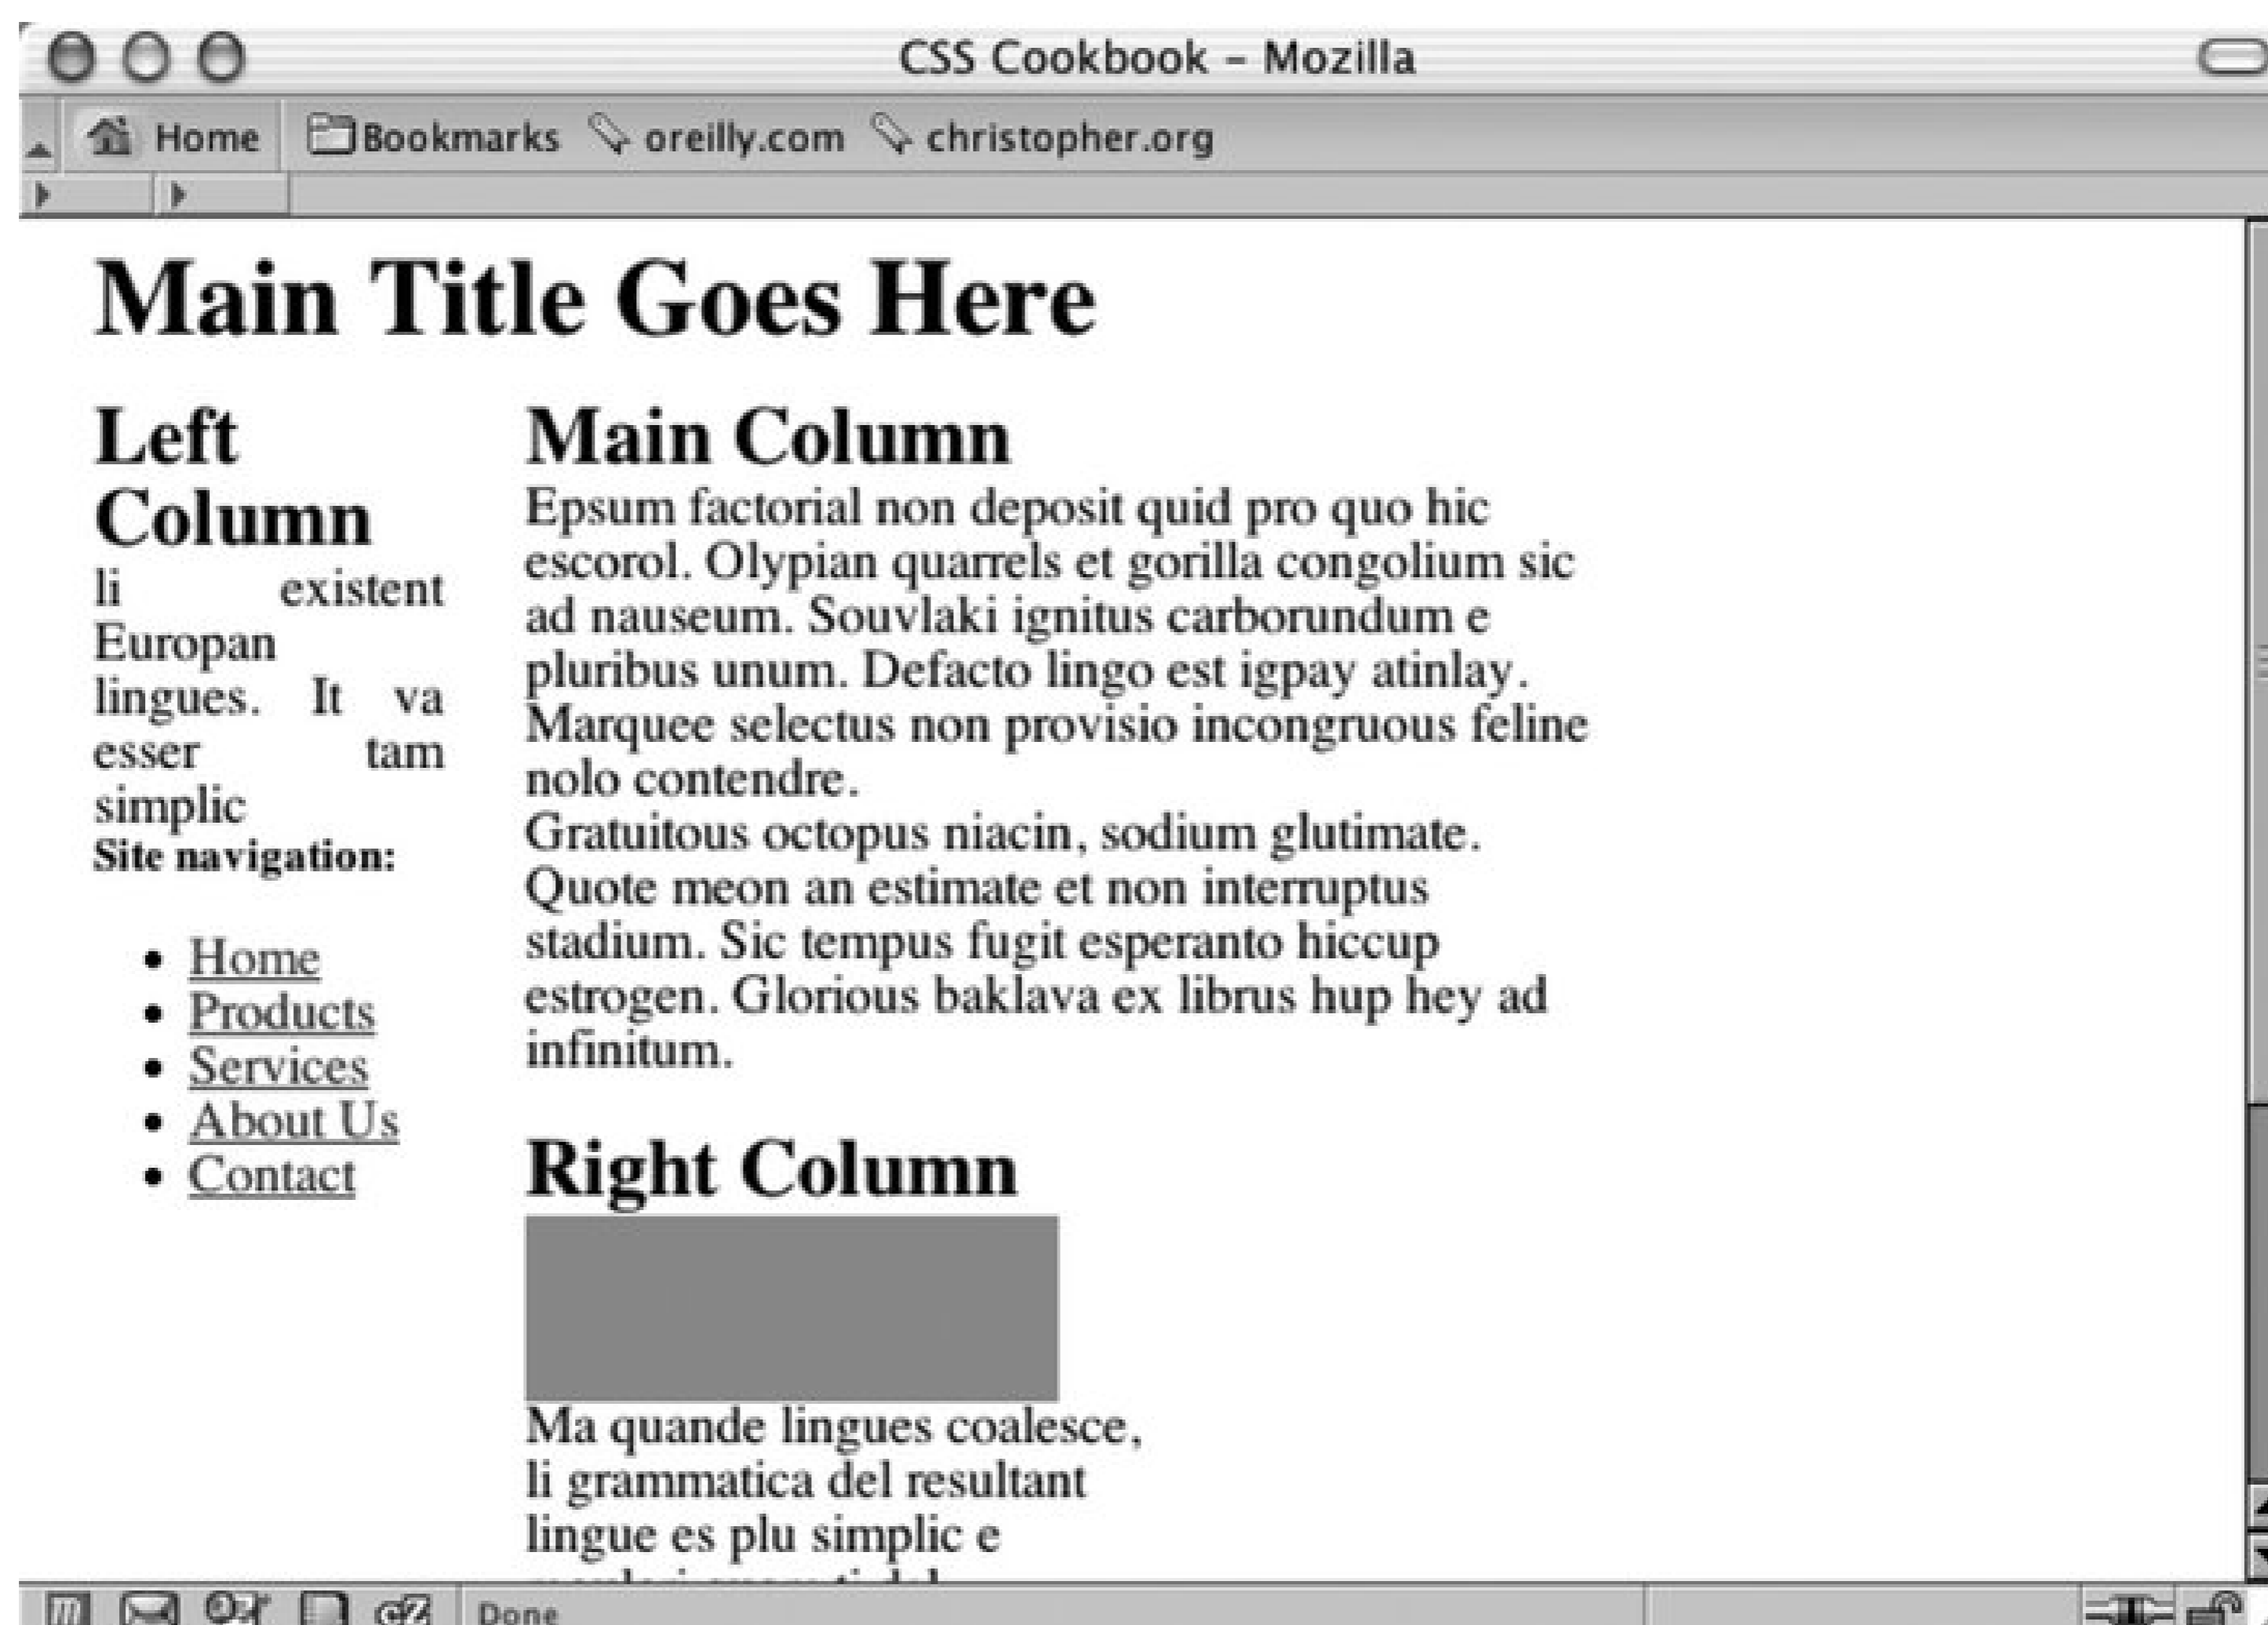 CSS Cookbook – Mozilla
Home Bookmarks oreilly.com christopher.org
Main Title Goes Here
Left
Column
li existent
Europan
lingues. It va
esser tam
simplic
Site navigation:
• Home
• Products
• Services
• About Us
• Contact
Main Column
Epsum factorial non deposit quid pro quo hic
escorol. Olypian quarrels et gorilla congolium sic
ad nauseum. Souvlaki ignitus carborundum e
pluribus unum. Defacto lingo est igpay atinlay.
Marquee selectus non provisio incongruous feline
nolo contendre.
Gratuitous octopus niacin, sodium glutimate.
Quote meon an estimate et non interruptus
stadium. Sic tempus fugit esperanto hiccup
estrogen. Glorious baklava ex librus hup hey ad
infinitum.
Right Column
Ma quande lingues coalesce,
li grammatica del resultant
lingue es plu simplic e
Done